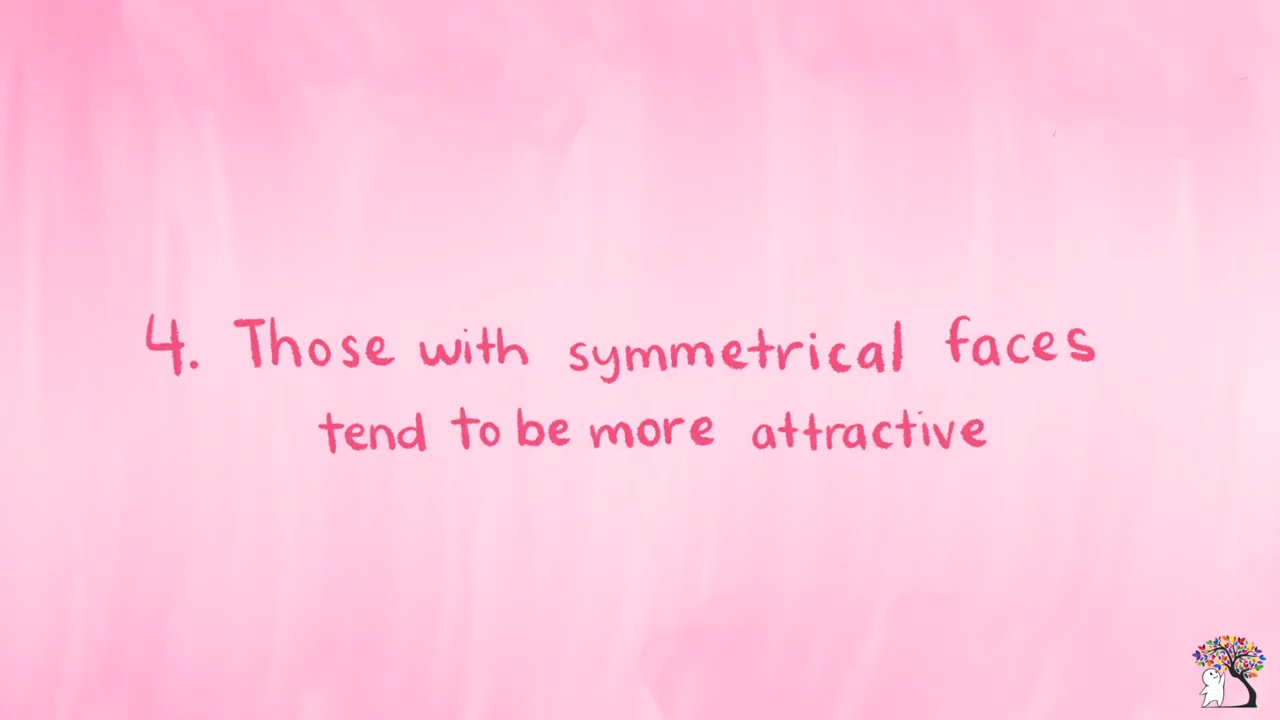 4. Those with symmetrical faces
tend to be more attractive